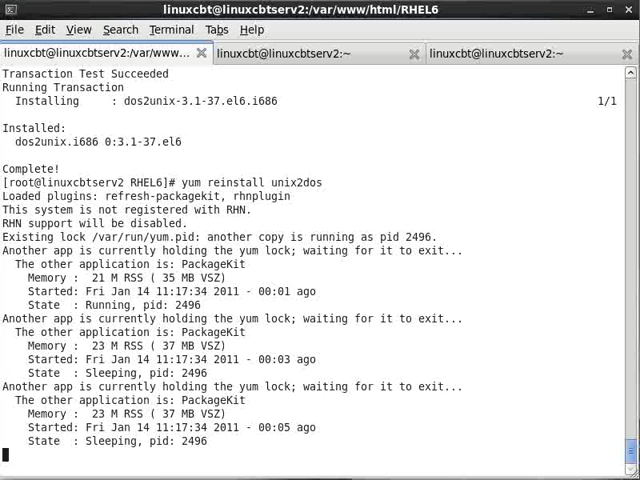 linuxcbt@linuxcbtserv2:/var/www/html/RHEL6
File Edit View Search Terminal Tabs Help
linuxcbt@linuxcbtserv2:/var/www... linuxcbt@linuxcbtserv2:~ linuxcbt@linuxcbtserv2:~
Transaction Test Succeeded
Running Transaction
Installing : dos2unix-3.1-37.el6.i686 1/1
Installed:
dos2unix.i686 0:3.1-37.el6
Complete!
[root@linuxcbtserv2 RHEL6]# yum reinstall unix2dos
Loaded plugins: refresh-packagekit, rhnplugin
This system is not registered with RHN.
RHN support will be disabled.
Existing lock /var/run/yum.pid: another copy is running as pid 2496.
Another app is currently holding the yum lock; waiting for it to exit...
The other application is: PackageKit
Memory : 21 M RSS ( 35 MB VSZ)
Started: Fri Jan 14 11:17:34 2011 - 00:01 ago
State : Running, pid: 2496
Another app is currently holding the yum lock; waiting for it to exit...
The other application is: PackageKit
Memory : 23 M RSS ( 37 MB VSZ)
Started: Fri Jan 14 11:17:34 2011 - 00:03 ago
State : Sleeping, pid: 2496
Another app is currently holding the yum lock; waiting for it to exit...
The other application is: PackageKit
Memory : 23 M RSS ( 37 MB VSZ)
Started: Fri Jan 14 11:17:34 2011 - 00:05 ago
State : Sleeping, pid: 2496